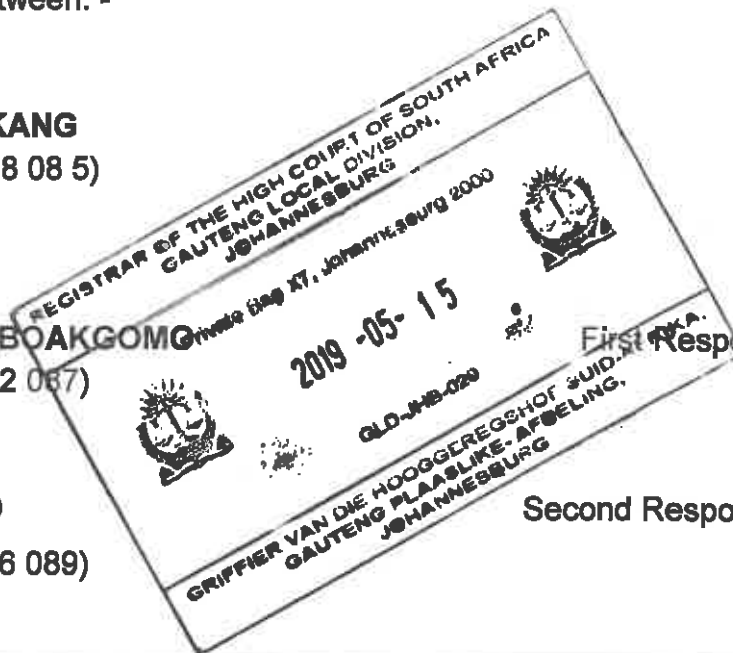 tween: -
KANG
8 08 5)
REGISTRAR OF THE HIGH COURT OF SOUTH AFRICA
GAUTENG LOCAL DIVISION,
JOHANNESBURG
Private Bag X7, Johannesburg 2000
2019 -05- 15
GLD-JHB-020
GRIFFIER VAN DIE HOOGGEREGSHOF SUID-AFRIKA.
GAUTENG PLAASLIKE-AFDELING,
JOHANNESBURG
BOAKGOMO
First Respo
2 087)
)
Second Respo
6 089)